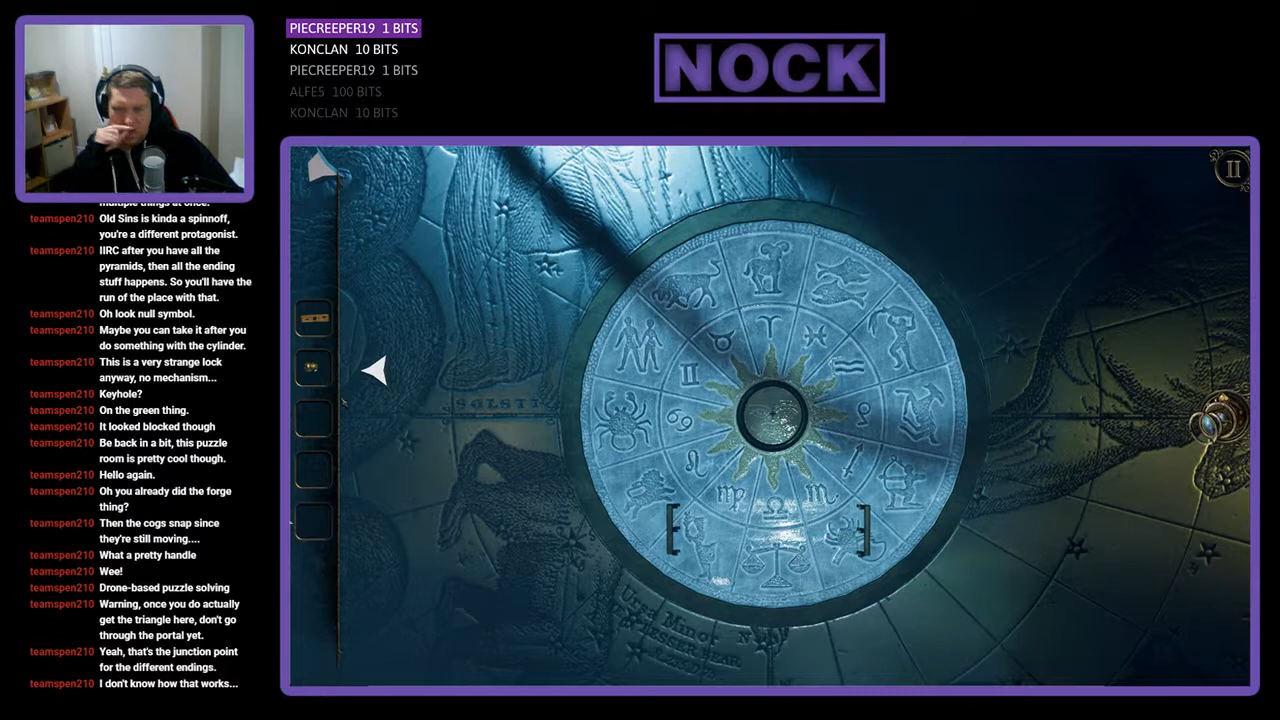 PIECREEPER19 1 BITS
KONCLAN 10 BITS
PIECREEPER19 1 BITS
ALFE5 100 BITS
KONCLAN 10 BITS
NOCK
multiple things at once.
teamspen210 Old Sins is kinda a spinnoff,
you're a different protagonist.
teamspen210 IIRC after you have all the
pyramids, then all the ending
stuff happens. So you'll have the
run of the place with that.
teamspen210 Oh look null symbol.
teamspen210 Maybe you can take it after you
do something with the cylinder.
teamspen210 This is a very strange lock
anyway, no mechanism...
teamspen210 Keyhole?
teamspen210 On the green thing.
teamspen210 It looked blocked though
teamspen210 Be back in a bit, this puzzle
room is pretty cool though.
teamspen210 Hello again.
teamspen210 Oh you already did the forge
thing?
teamspen210 Then the cogs snap since
they're still moving....
teamspen210 What a pretty handle
teamspen210 Wee!
teamspen210 Drone-based puzzle solving
teamspen210 Warning, once you do actually
get the triangle here, don't go
through the portal yet.
teamspen210 Yeah, that's the junction point
for the different endings.
teamspen210 I don't know how that works...
II
SOLSTI
Ursa Minor
LESSER BEAR